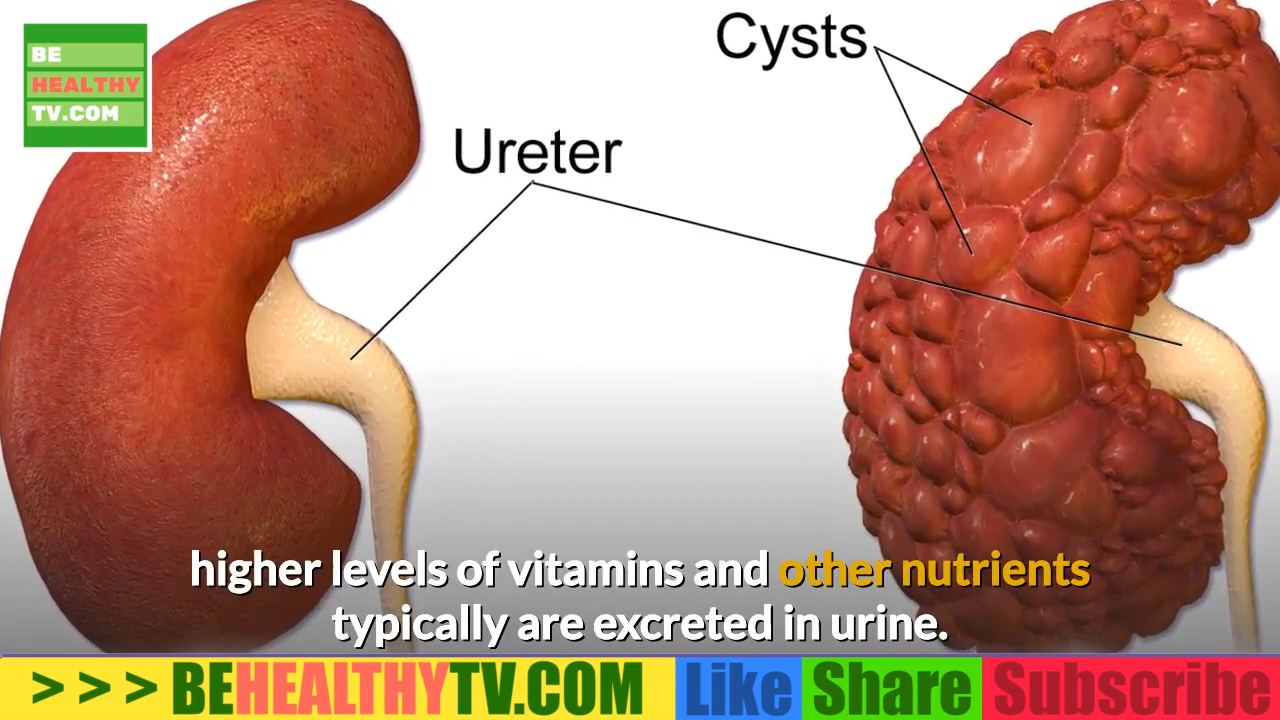 BE
HEALTHY
TV.COM
Cysts
Ureter
higher levels of vitamins and other nutrients
typically are excreted in urine.
> > > BEHEALTHYTV.COM Like Share Subscribe